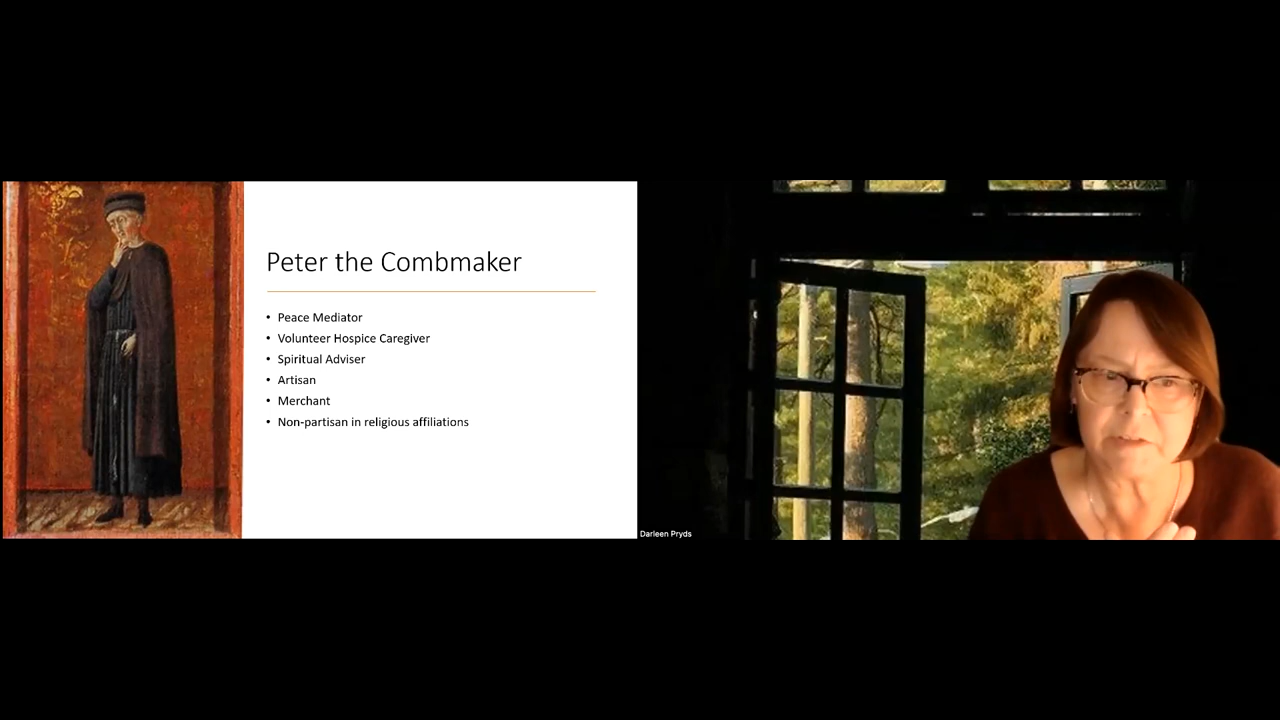 Peter the Combmaker
• Peace Mediator
• Volunteer Hospice Caregiver
• Spiritual Adviser
• Artisan
• Merchant
• Non-partisan in religious affiliations
Darleen Pryds